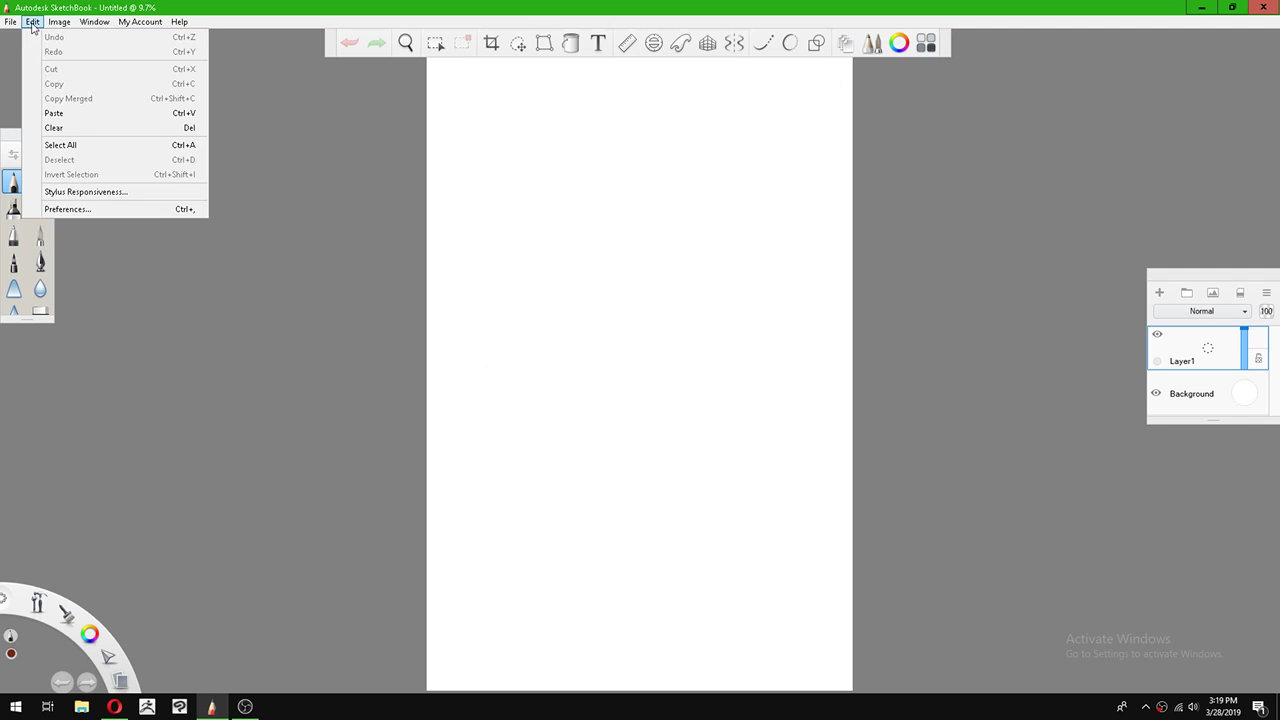 Autodesk SketchBook - Untitled @ 9.7%
File Edit Image Window My Account Help
Undo Ctrl+Z
Redo Ctrl+Y
Cut Ctrl+X
Copy Ctrl+C
Copy Merged Ctrl+Shift+C
Paste Ctrl+V
Clear Del
Select All Ctrl+A
Deselect Ctrl+D
Invert Selection Ctrl+Shift+I
Stylus Responsiveness...
Preferences... Ctrl+,
T
Normal 100
Layer1
Background
Activate Windows
Go to Settings to activate Windows.
3:19 PM
3/28/2019
1